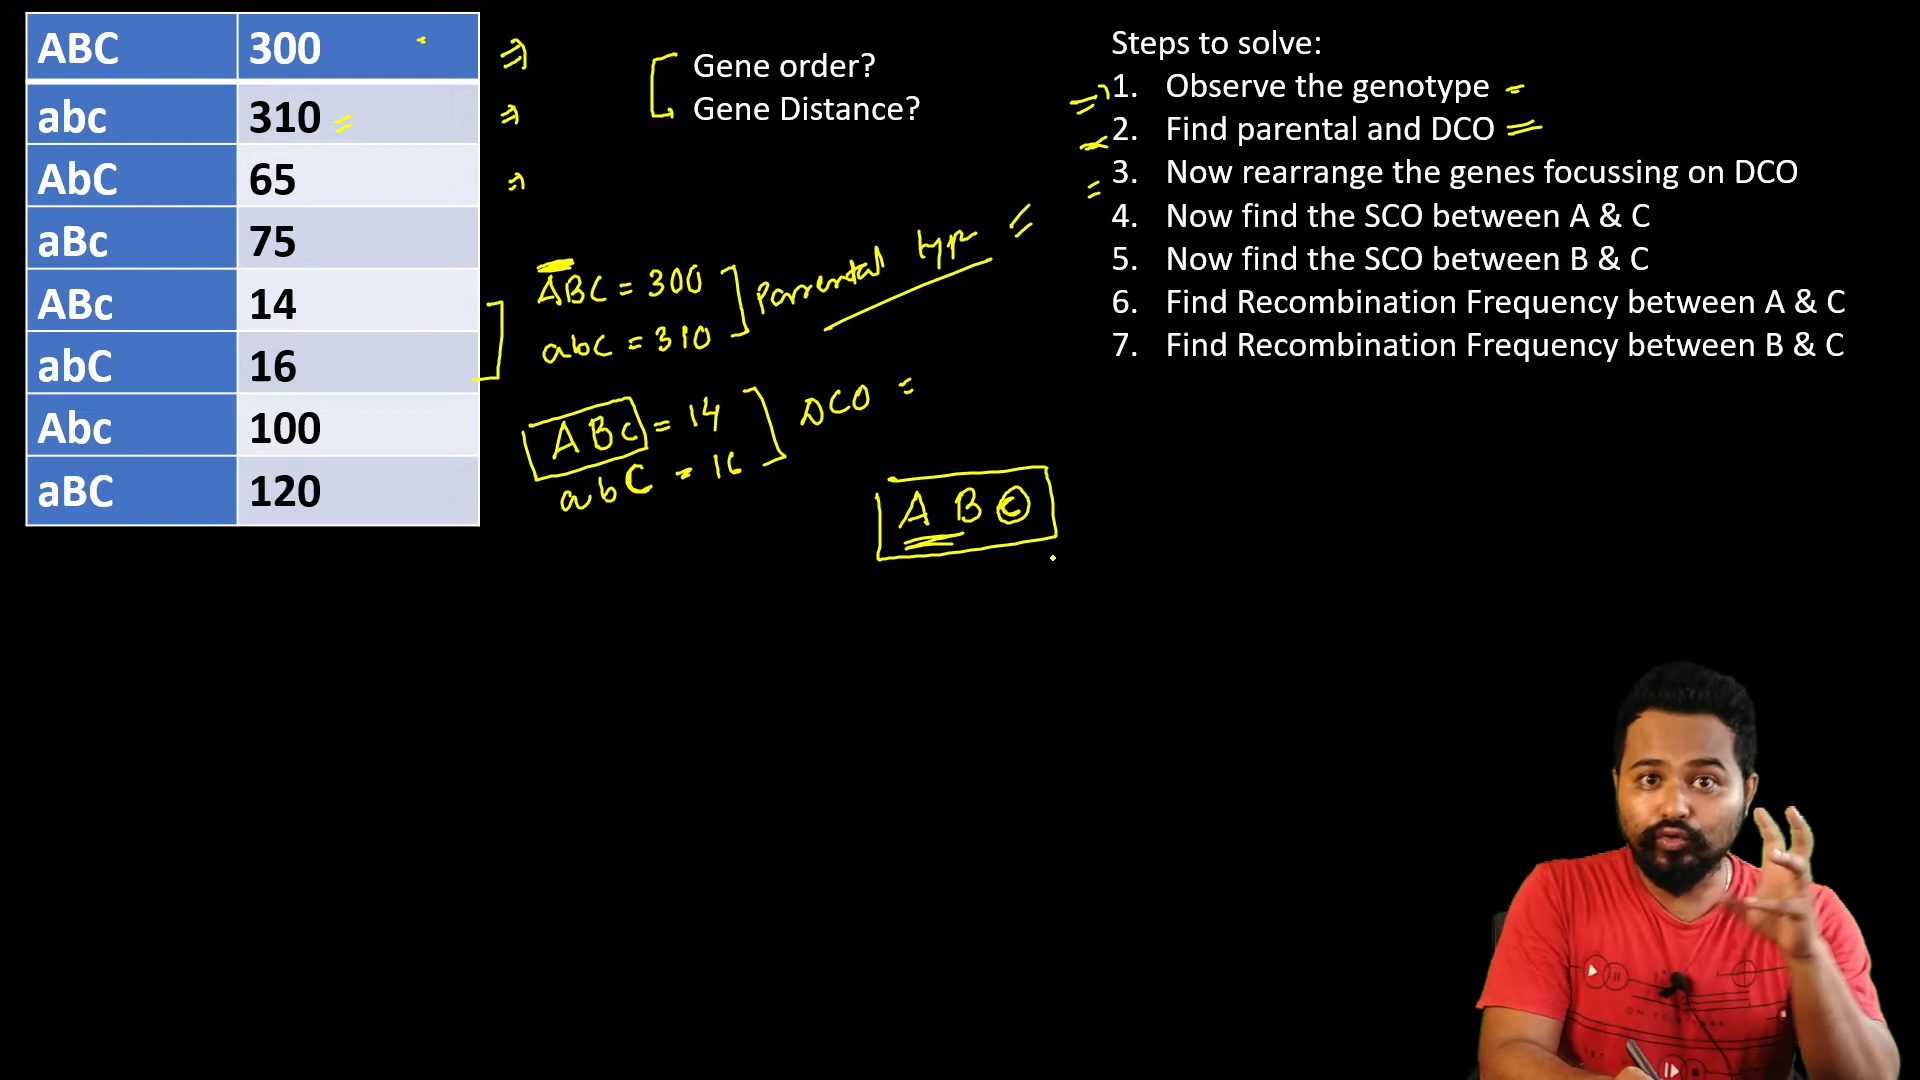 ABC 300
abc 310
AbC 65
aBc 75
ABc 14
abC 16
Abc 100
aBC 120
Gene order?
Gene Distance?
ABC = 300
abc = 310
Parental type
ABc = 14
abC = 16
DCO =
A B C
Steps to solve:
1. Observe the genotype
2. Find parental and DCO
3. Now rearrange the genes focussing on DCO
4. Now find the SCO between A & C
5. Now find the SCO between B & C
6. Find Recombination Frequency between A & C
7. Find Recombination Frequency between B & C